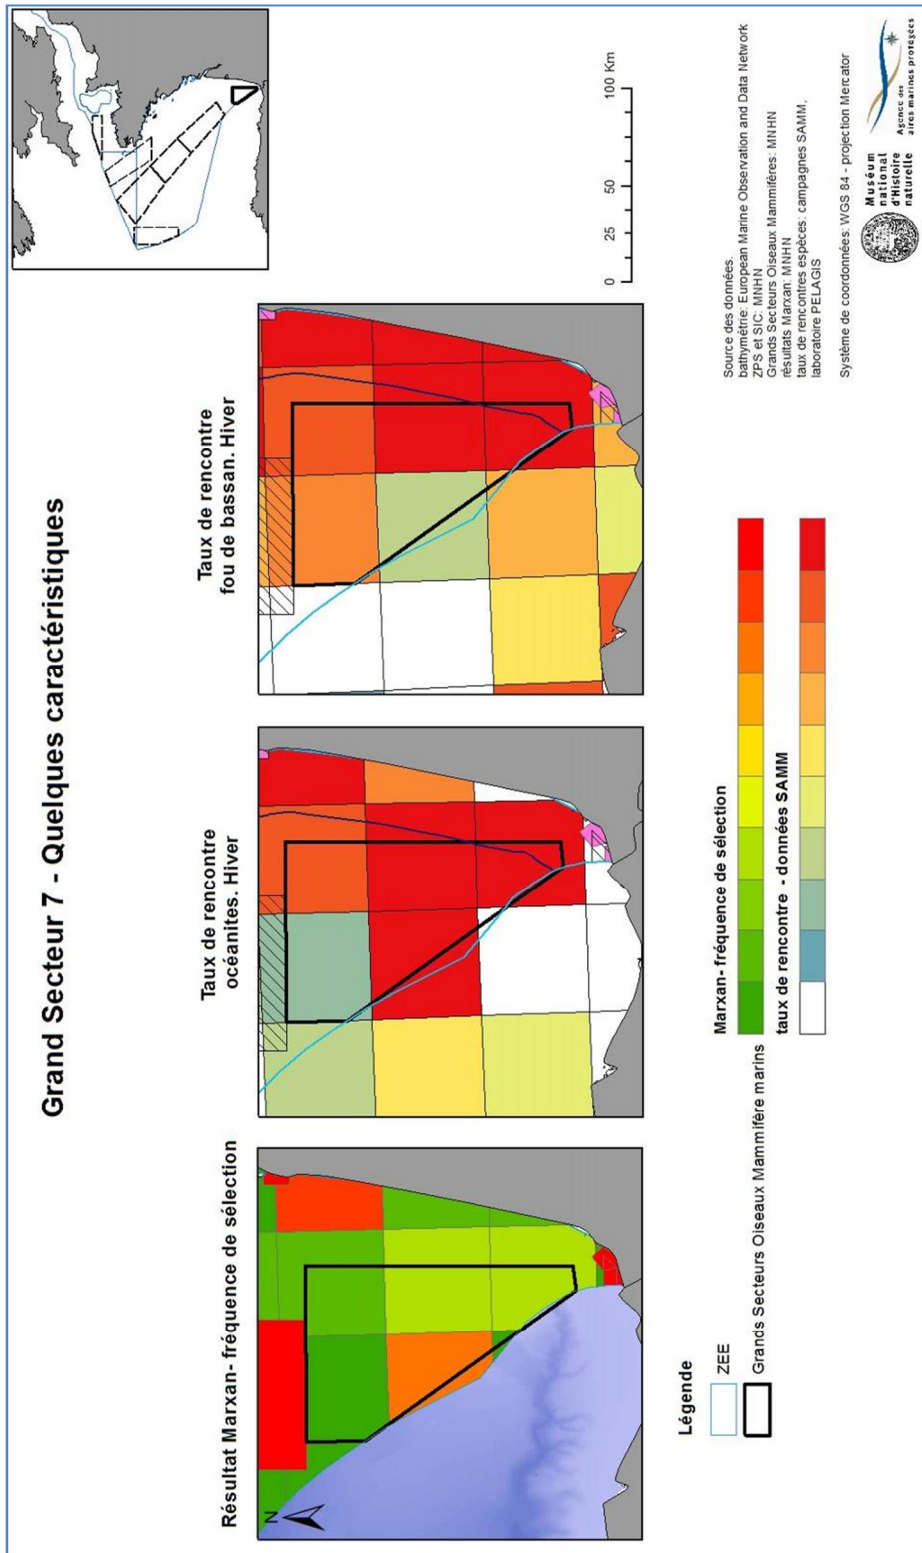 Grand Secteur 7 - Quelques caractéristiques
Résultat Marxan- fréquence de sélection
N
Taux de rencontre
océanites. Hiver
Taux de rencontre
fou de bassan. Hiver
0 25 50 100 Km
Légende
ZEE
Grands Secteurs Oiseaux Mammifère marins
Marxan- fréquence de sélection
taux de rencontre - données SAMM
Source des données.
bathymétrie: European Marine Observation and Data Network
ZPS et SIC: MNHN
Grands Secteurs Oiseaux Mammifères: MNHN
résultats Marxan: MNHN
taux de rencontres espèces: campagnes SAMM,
laboratoire PELAGIS
Système de coordonnées: WGS 84 - projection Mercator
Muséum
national
d'Histoire
naturelle
Agence des
aires marines protégées